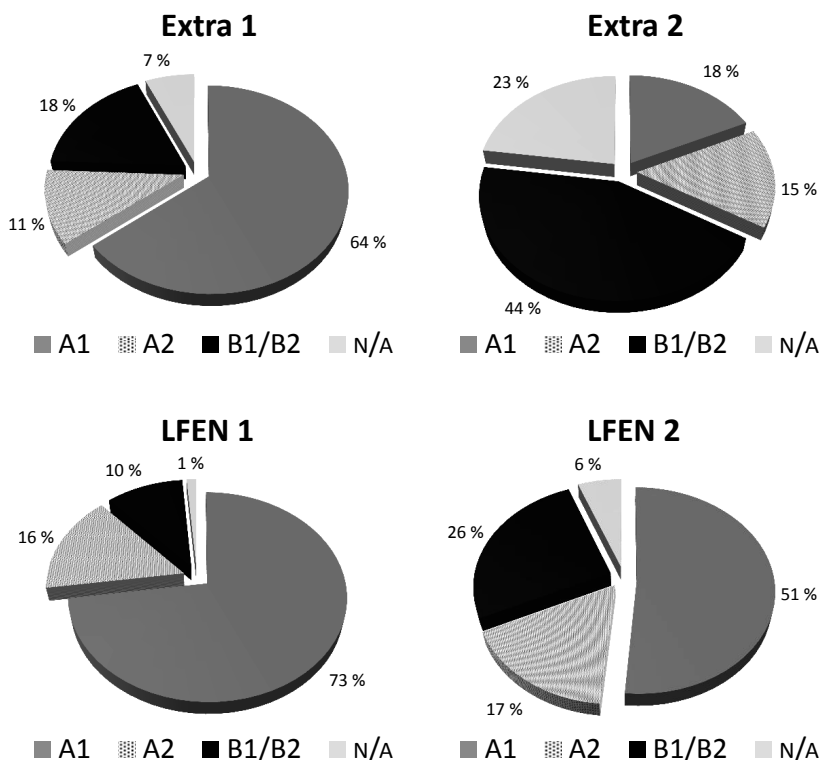 Extra 1
7 %
18 %
11 %
64 %
A1 A2 B1/B2 N/A
Extra 2
23 %
18 %
15 %
44 %
A1 A2 B1/B2 N/A
LFEN 1
10 %
1 %
16 %
73 %
A1 A2 B1/B2 N/A
LFEN 2
6 %
26 %
51 %
17 %
A1 A2 B1/B2 N/A